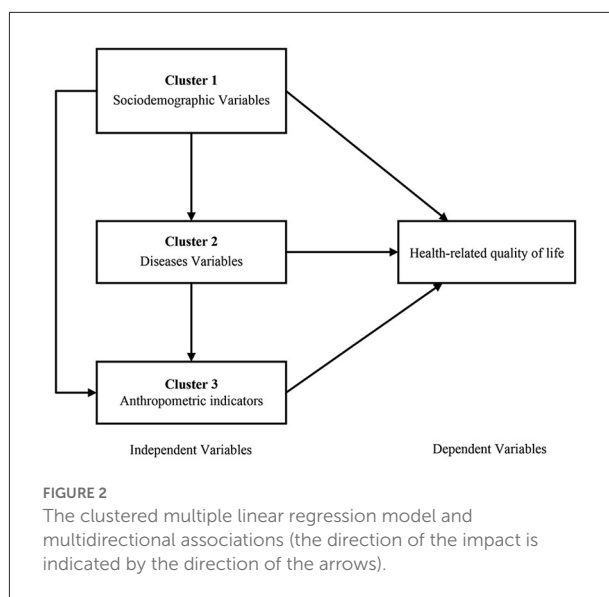 Cluster 1
Sociodemographic Variables
Cluster 2
Diseases Variables
Health-related quality of life
Cluster 3
Anthropometric indicators
Independent Variables
Dependent Variables
FIGURE 2
The clustered multiple linear regression model and
multidirectional associations (the direction of the impact is
indicated by the direction of the arrows).